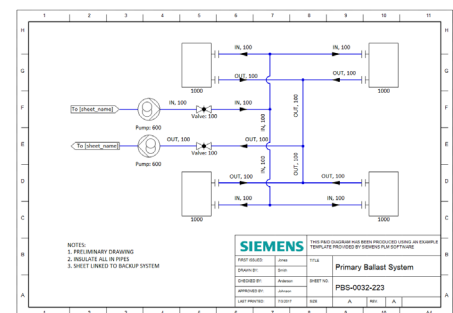 1 2 3 4 5 6 7 8 9 10 11
H H
IN, 100 IN, 100
G G
OUT, 100 OUT, 100
1000 1000
F F
To [sheet_name] IN, 100 IN, 100
Pump: 600 Valve: 100
IN, 100 OUT, 100
E E
To [sheet_name] OUT, 100 OUT, 100
Pump: 600 Valve: 100
IN, 100 OUT, 100
D D
OUT, 100 OUT, 100
IN, 100 IN, 100
C C
1000 1000
NOTES:
1. PRELIMINARY DRAWING
2. INSULATE ALL IN PIPES
3. SHEET LINKED TO BACKUP SYSTEM
B B
SIEMENS
THIS P&ID DIAGRAM HAS BEEN PRODUCED USING AN EXAMPLE
TEMPLATE PROVIDED BY SIEMENS PLM SOFTWARE
FIRST ISSUED: Jones TITLE
DRAWN BY: Smith Primary Ballast System
CHECKED BY: Anderson SHEET NO.
APPROVED BY: Johnson PBS-0032-223
LAST PRINTED: 7/3/2017 SIZE A REV A
A A